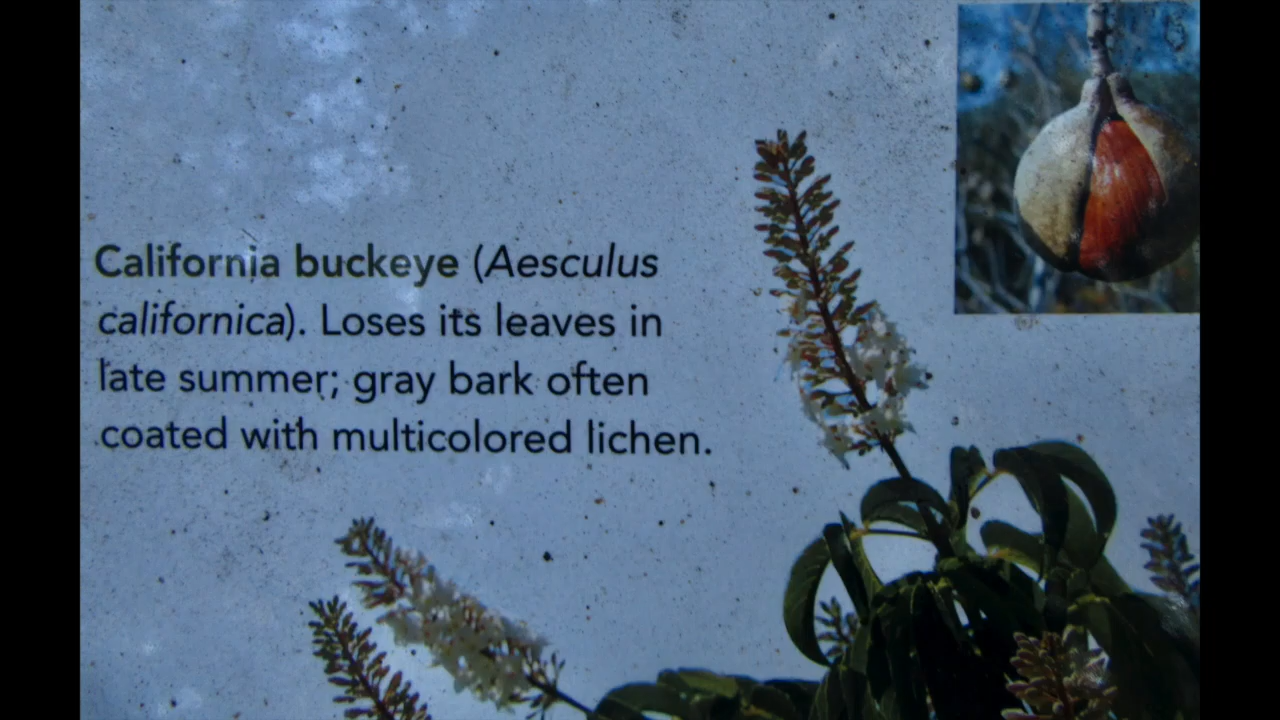 California buckeye (Aesculus
californica). Loses its leaves in
late summer; gray bark often
coated with multicolored lichen.